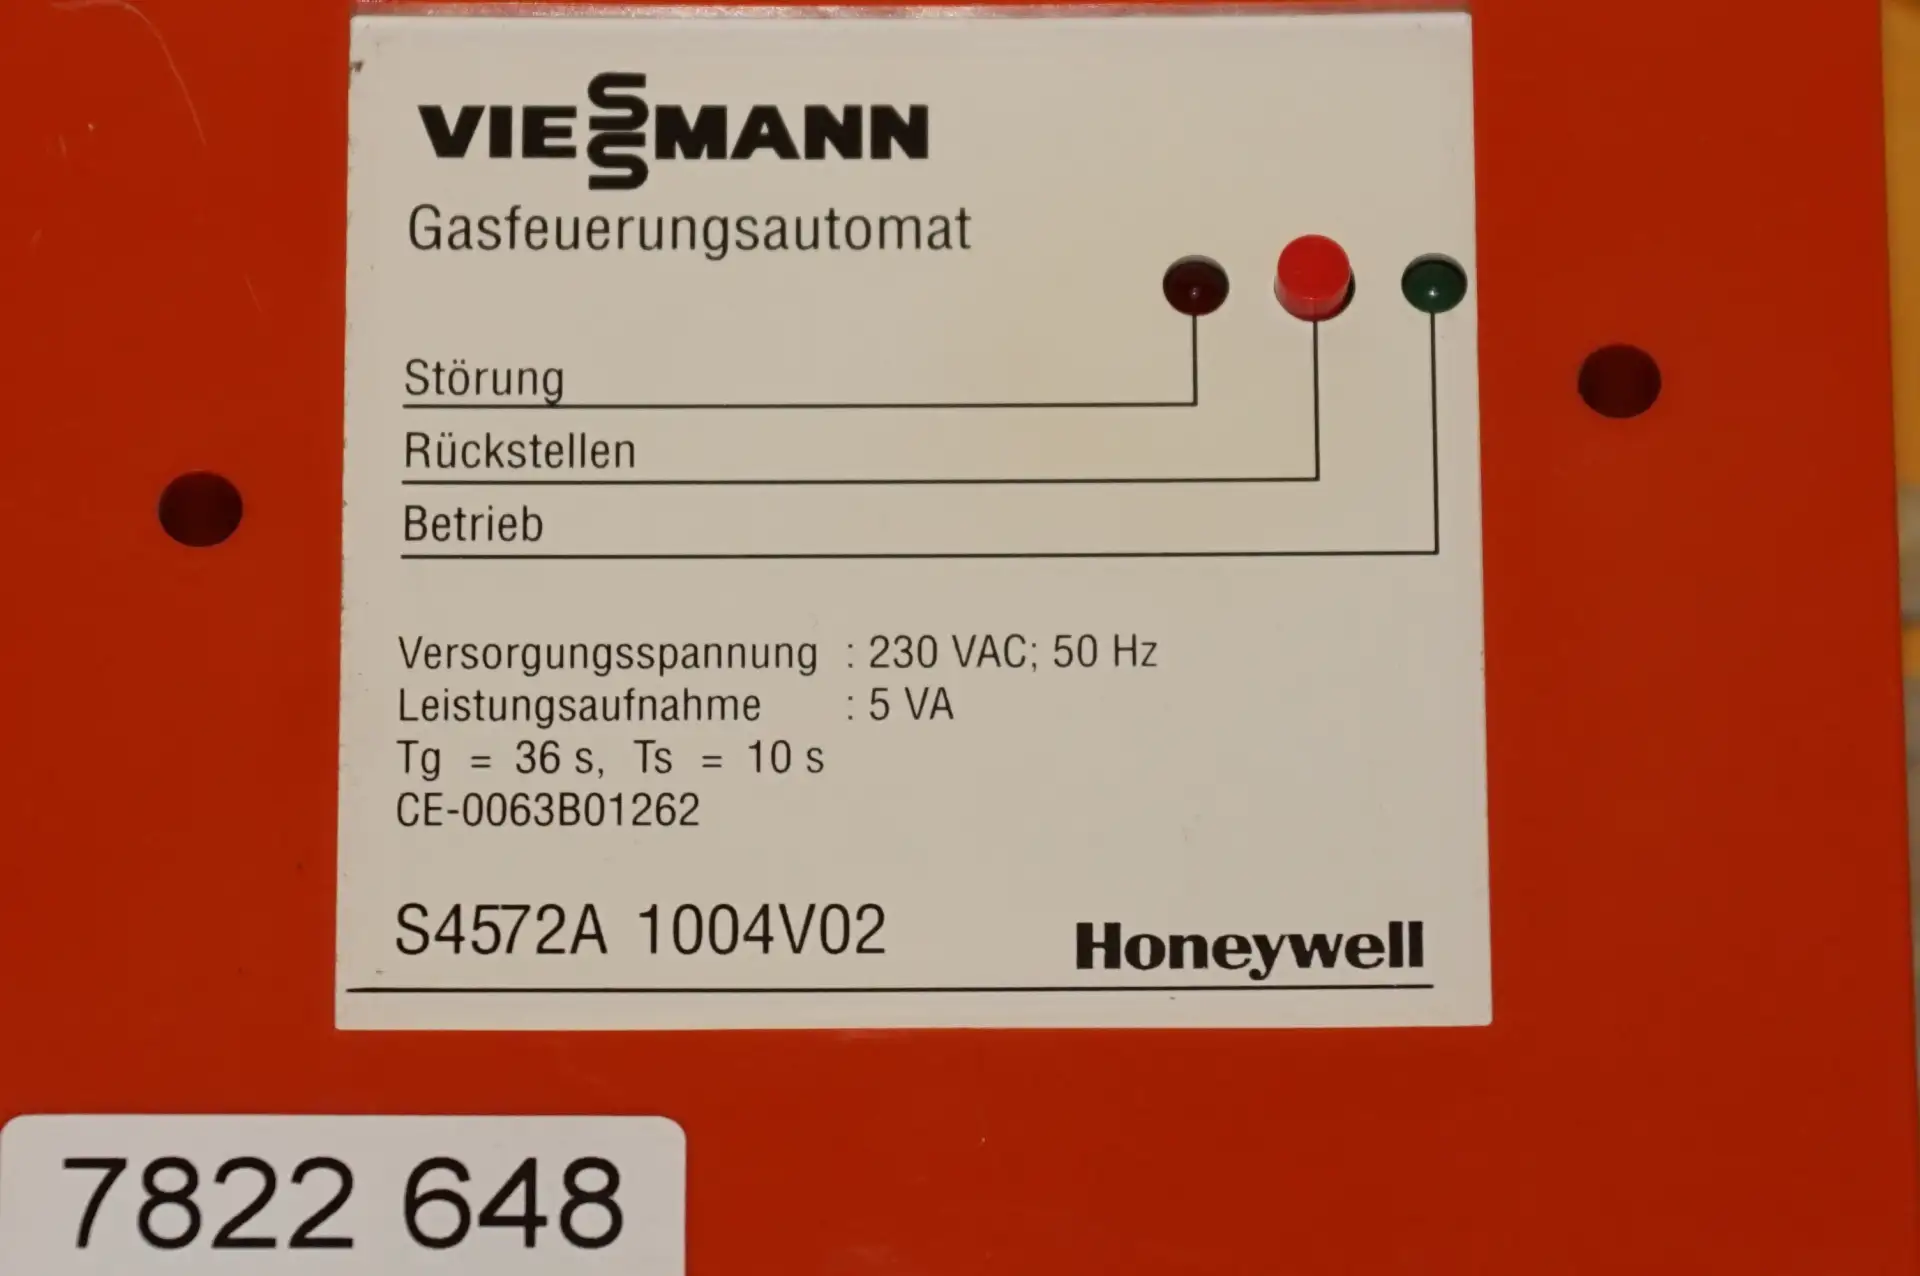 VIESSMANN
Gasfeuerungsautomat
Störung
Rückstellen
Betrieb
Versorgungsspannung : 230 VAC; 50 Hz
Leistungsaufnahme : 5 VA
Tg = 36 s, Ts = 10 s
CE-0063B01262
S4572A 1004V02
Honeywell
7822 648